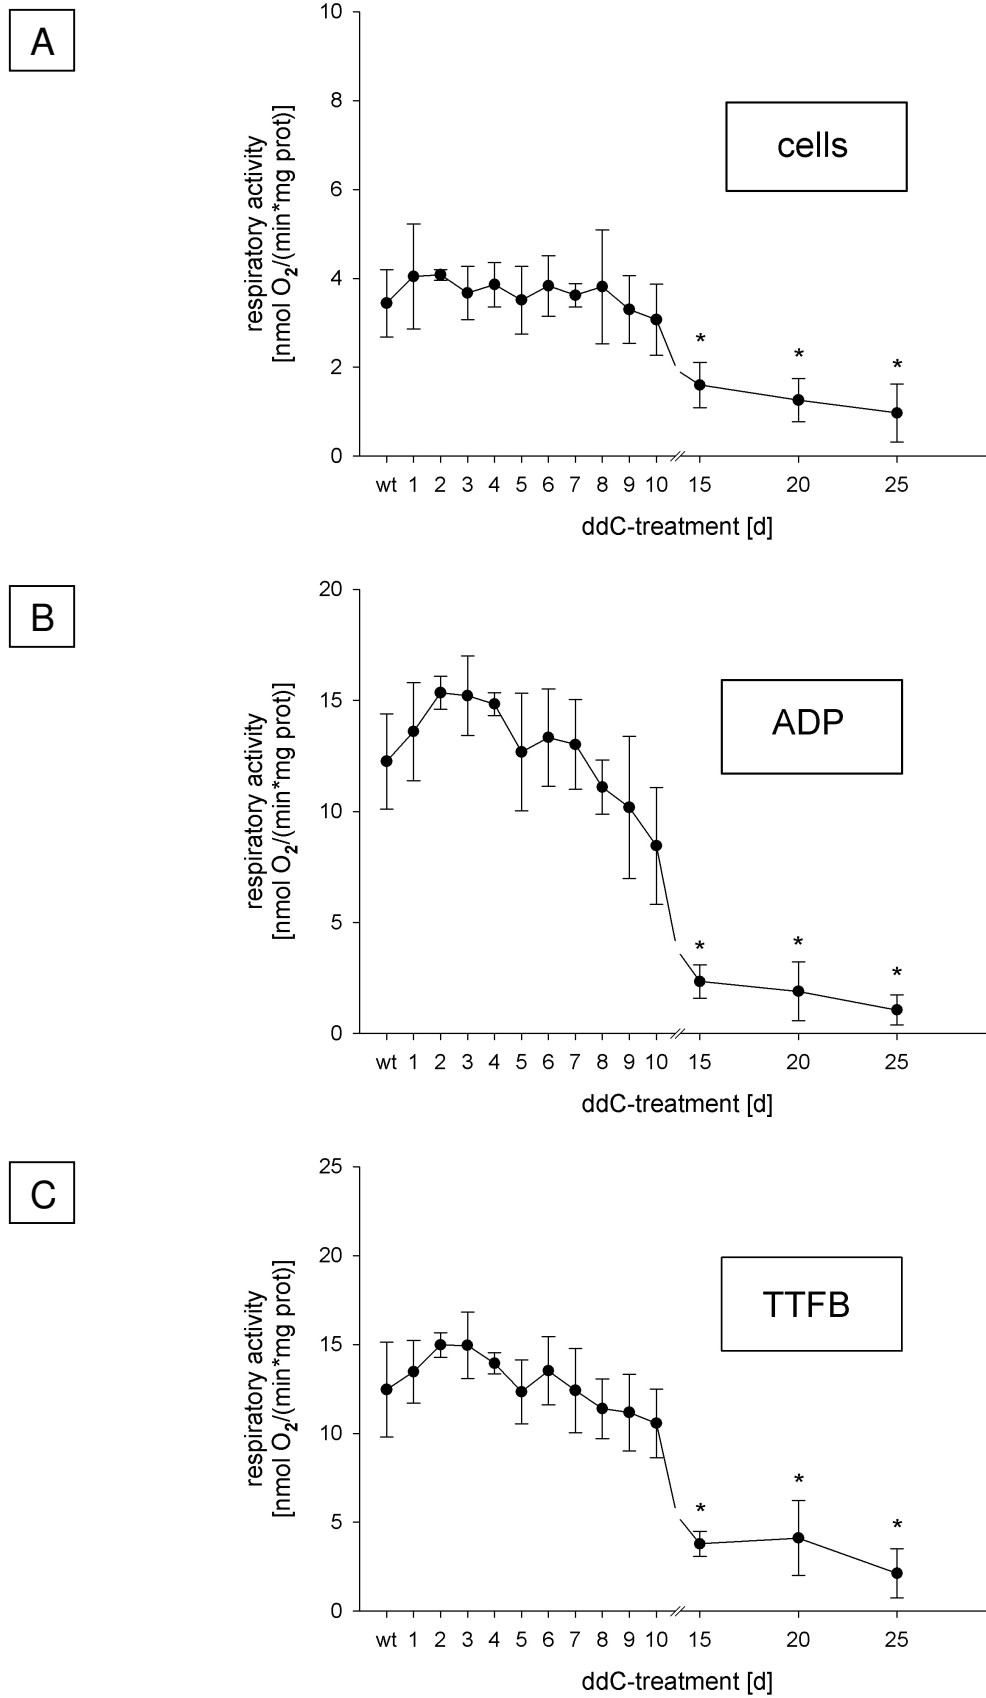 A
10
8
6
4
2
0
respiratory activity
[nmol O2/(min*mg prot)]
cells
* * *
wt 1 2 3 4 5 6 7 8 9 10 15 20 25
ddC-treatment [d]
B
20
15
10
5
0
respiratory activity
[nmol O2/(min*mg prot)]
ADP
* * *
wt 1 2 3 4 5 6 7 8 9 10 15 20 25
ddC-treatment [d]
C
25
20
15
10
5
0
respiratory activity
[nmol O2/(min*mg prot)]
TTFB
* * *
wt 1 2 3 4 5 6 7 8 9 10 15 20 25
ddC-treatment [d]